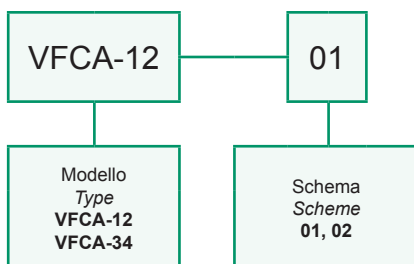 VFCA-12
01
Modello
Type
VFCA-12
VFCA-34
Schema
Scheme
01, 02